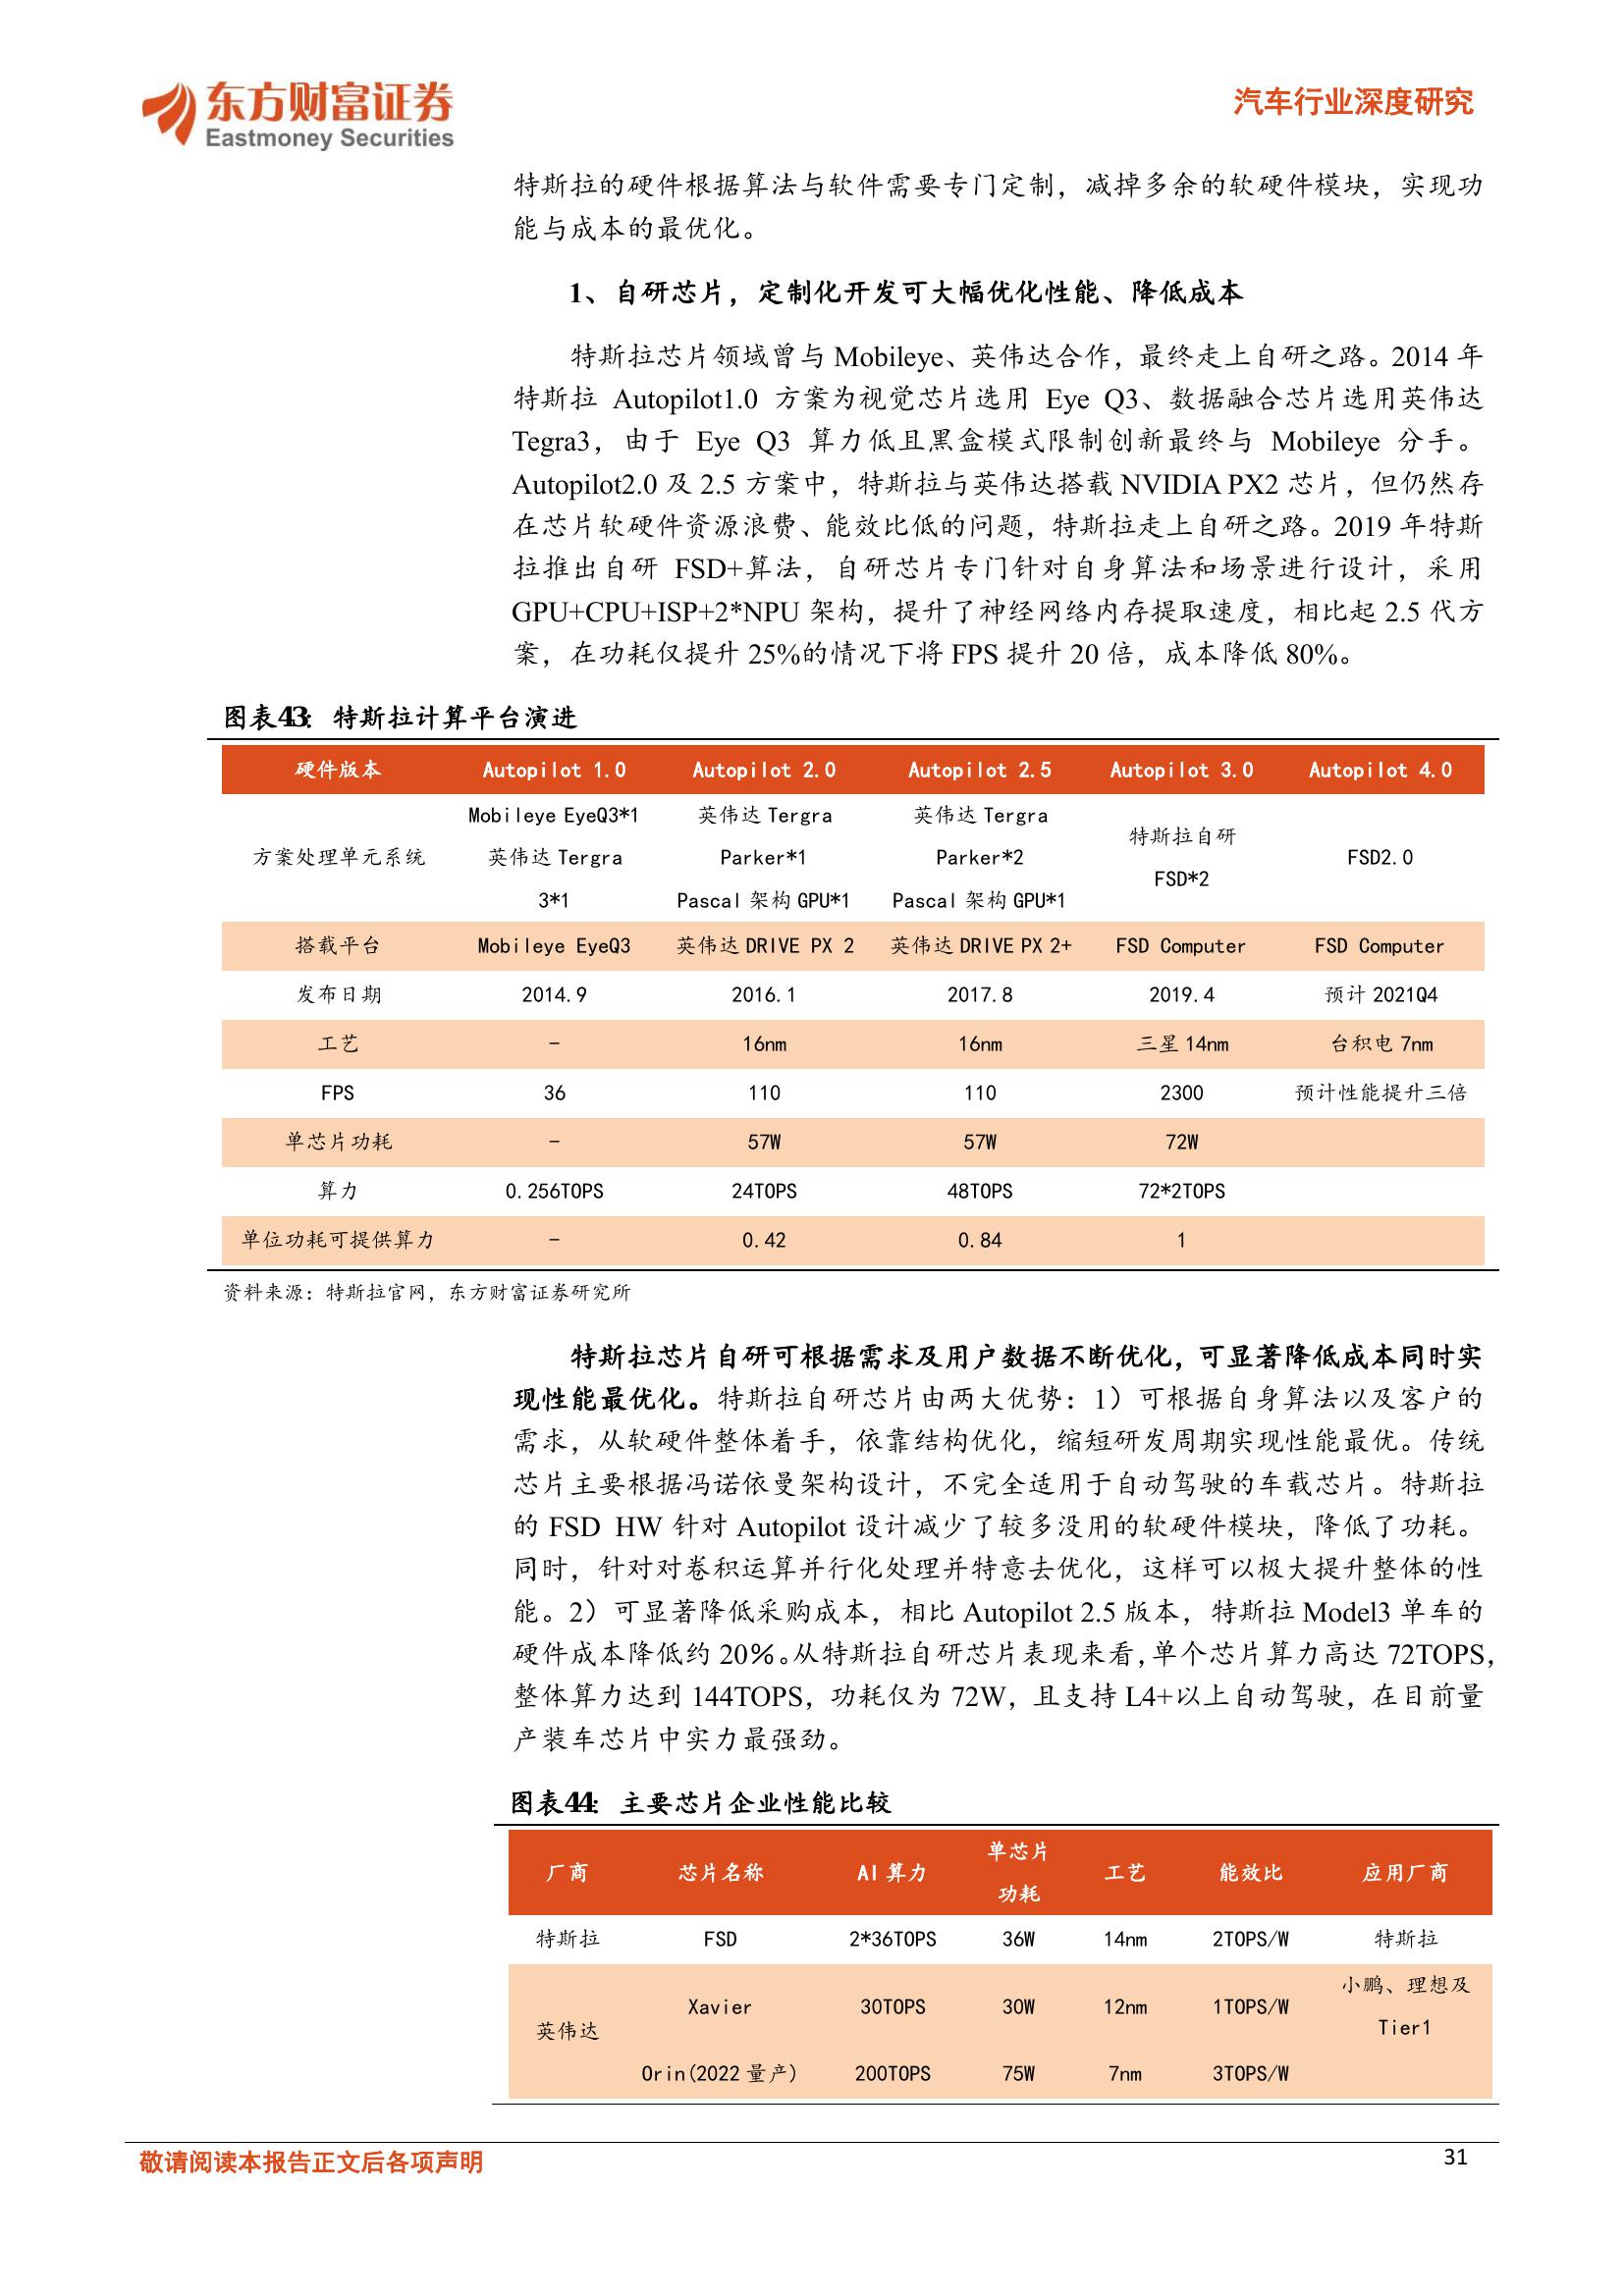 东方财富证券
Eastmoney Securities
汽车行业深度研究
特斯拉的硬件根据算法与软件需要专门定制，减掉多余的软硬件模块，实现功
能与成本的最优化。
1、自研芯片，定制化开发可大幅优化性能、降低成本
特斯拉芯片领域曾与 Mobileye、英伟达合作，最终走上自研之路。2014 年
特斯拉 Autopilot1.0 方案为视觉芯片选用 Eye Q3、数据融合芯片选用英伟达
Tegra3，由于 Eye Q3 算力低且黑盒模式限制创新最终与 Mobileye 分手。
Autopilot2.0 及 2.5 方案中，特斯拉与英伟达搭载 NVIDIA PX2 芯片，但仍然存
在芯片软硬件资源浪费、能效比低的问题，特斯拉走上自研之路。2019 年特斯
拉推出自研 FSD+算法，自研芯片专门针对自身算法和场景进行设计，采用
GPU+CPU+ISP+2*NPU 架构，提升了神经网络内存提取速度，相比起 2.5 代方
案，在功耗仅提升 25%的情况下将 FPS 提升 20 倍，成本降低 80%。
图表43：特斯拉计算平台演进
硬件版本 Autopilot 1.0 Autopilot 2.0 Autopilot 2.5 Autopilot 3.0 Autopilot 4.0
方案处理单元系统
Mobileye EyeQ3*1
英伟达 Tergra
3*1
英伟达 Tergra
Parker*1
Pascal 架构 GPU*1
英伟达 Tergra
Parker*2
Pascal 架构 GPU*1
特斯拉自研
FSD*2
FSD2.0
搭载平台 Mobileye EyeQ3 英伟达 DRIVE PX 2 英伟达 DRIVE PX 2+ FSD Computer FSD Computer
发布日期 2014.9 2016.1 2017.8 2019.4 预计 2021Q4
工艺 - 16nm 16nm 三星 14nm 台积电 7nm
FPS 36 110 110 2300 预计性能提升三倍
单芯片功耗 - 57W 57W 72W
算力 0.256TOPS 24TOPS 48TOPS 72*2TOPS
单位功耗可提供算力 - 0.42 0.84 1
资料来源：特斯拉官网，东方财富证券研究所
特斯拉芯片自研可根据需求及用户数据不断优化，可显著降低成本同时实
现性能最优化。特斯拉自研芯片由两大优势：1）可根据自身算法以及客户的
需求，从软硬件整体着手，依靠结构优化，缩短研发周期实现性能最优。传统
芯片主要根据冯诺依曼架构设计，不完全适用于自动驾驶的车载芯片。特斯拉
的 FSD HW 针对 Autopilot 设计减少了较多没用的软硬件模块，降低了功耗。
同时，针对对卷积运算并行化处理并特意去优化，这样可以极大提升整体的性
能。2）可显著降低采购成本，相比 Autopilot 2.5 版本，特斯拉 Model3 单车的
硬件成本降低约 20%。从特斯拉自研芯片表现来看，单个芯片算力高达 72TOPS，
整体算力达到 144TOPS，功耗仅为 72W，且支持 L4+以上自动驾驶，在目前量
产装车芯片中实力最强劲。
图表44：主要芯片企业性能比较
厂商 芯片名称 AI 算力 单芯片
功耗 工艺 能效比 应用厂商
特斯拉 FSD 2*36TOPS 36W 14nm 2TOPS/W 特斯拉
英伟达
Xavier 30TOPS 30W 12nm 1TOPS/W 小鹏、理想及
Tier1
Orin(2022 量产) 200TOPS 75W 7nm 3TOPS/W
敬请阅读本报告正文后各项声明
31